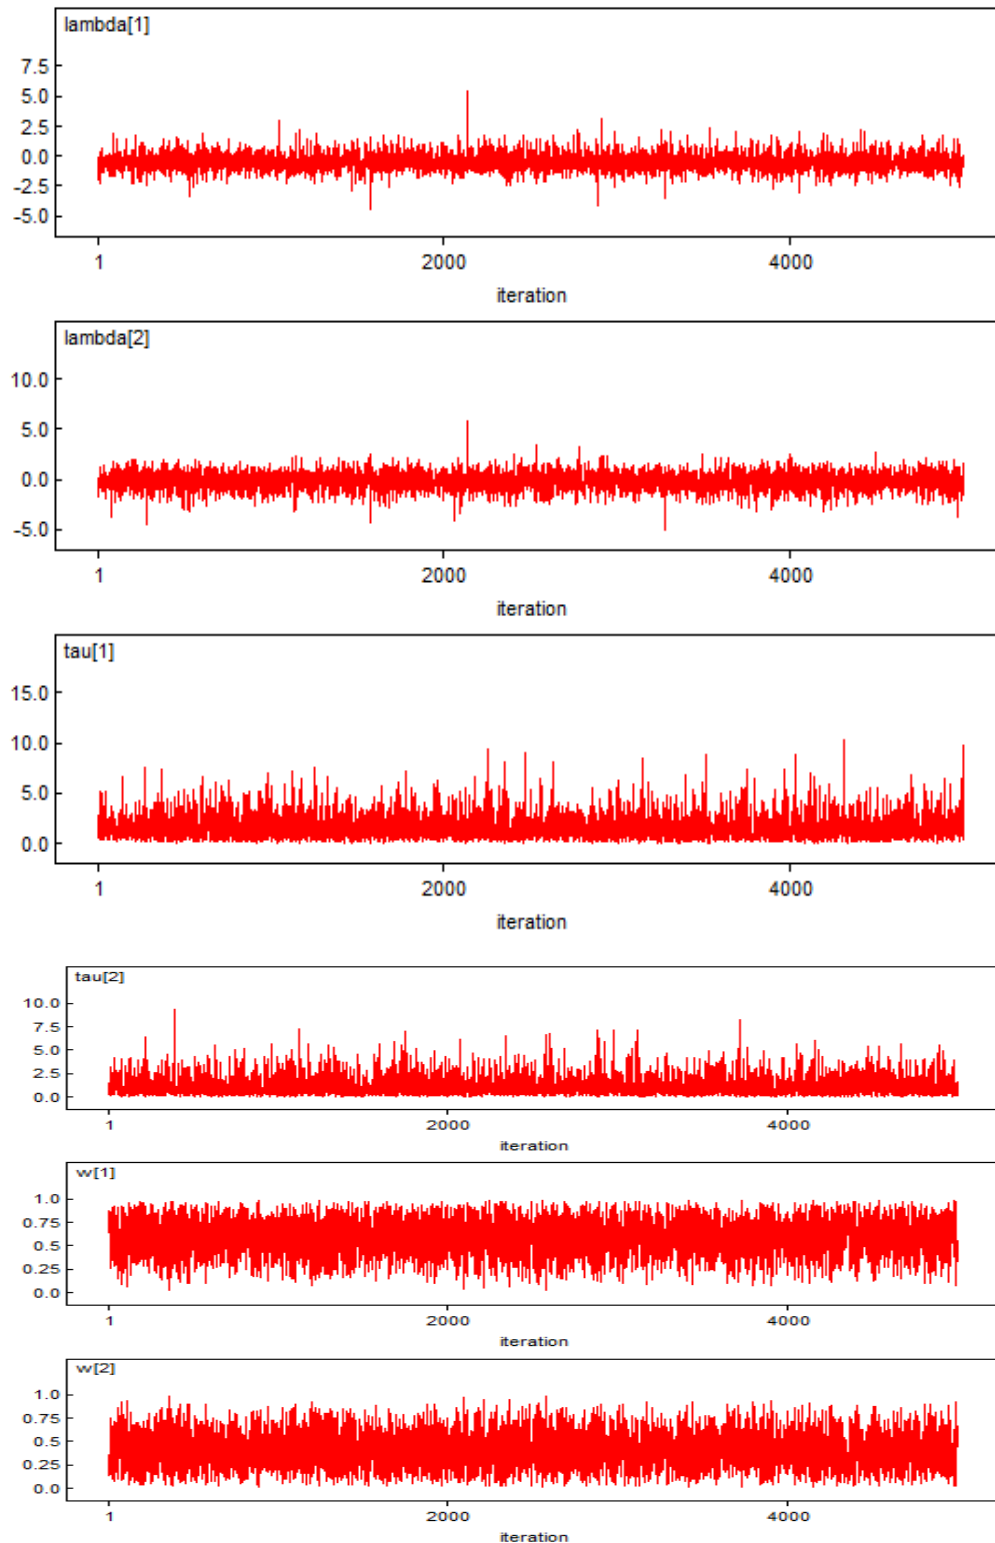 lambda[1]
7.5
5.0
2.5
0.0
-2.5
-5.0
1 2000 4000
iteration
lambda[2]
10.0
5.0
0.0
-5.0
1 2000 4000
iteration
tau[1]
15.0
10.0
5.0
0.0
1 2000 4000
iteration
tau[2]
10.0
7.5
5.0
2.5
0.0
1 2000 4000
iteration
w[1]
1.0
0.75
0.5
0.25
0.0
1 2000 4000
iteration
w[2]
1.0
0.75
0.5
0.25
0.0
1 2000 4000
iteration